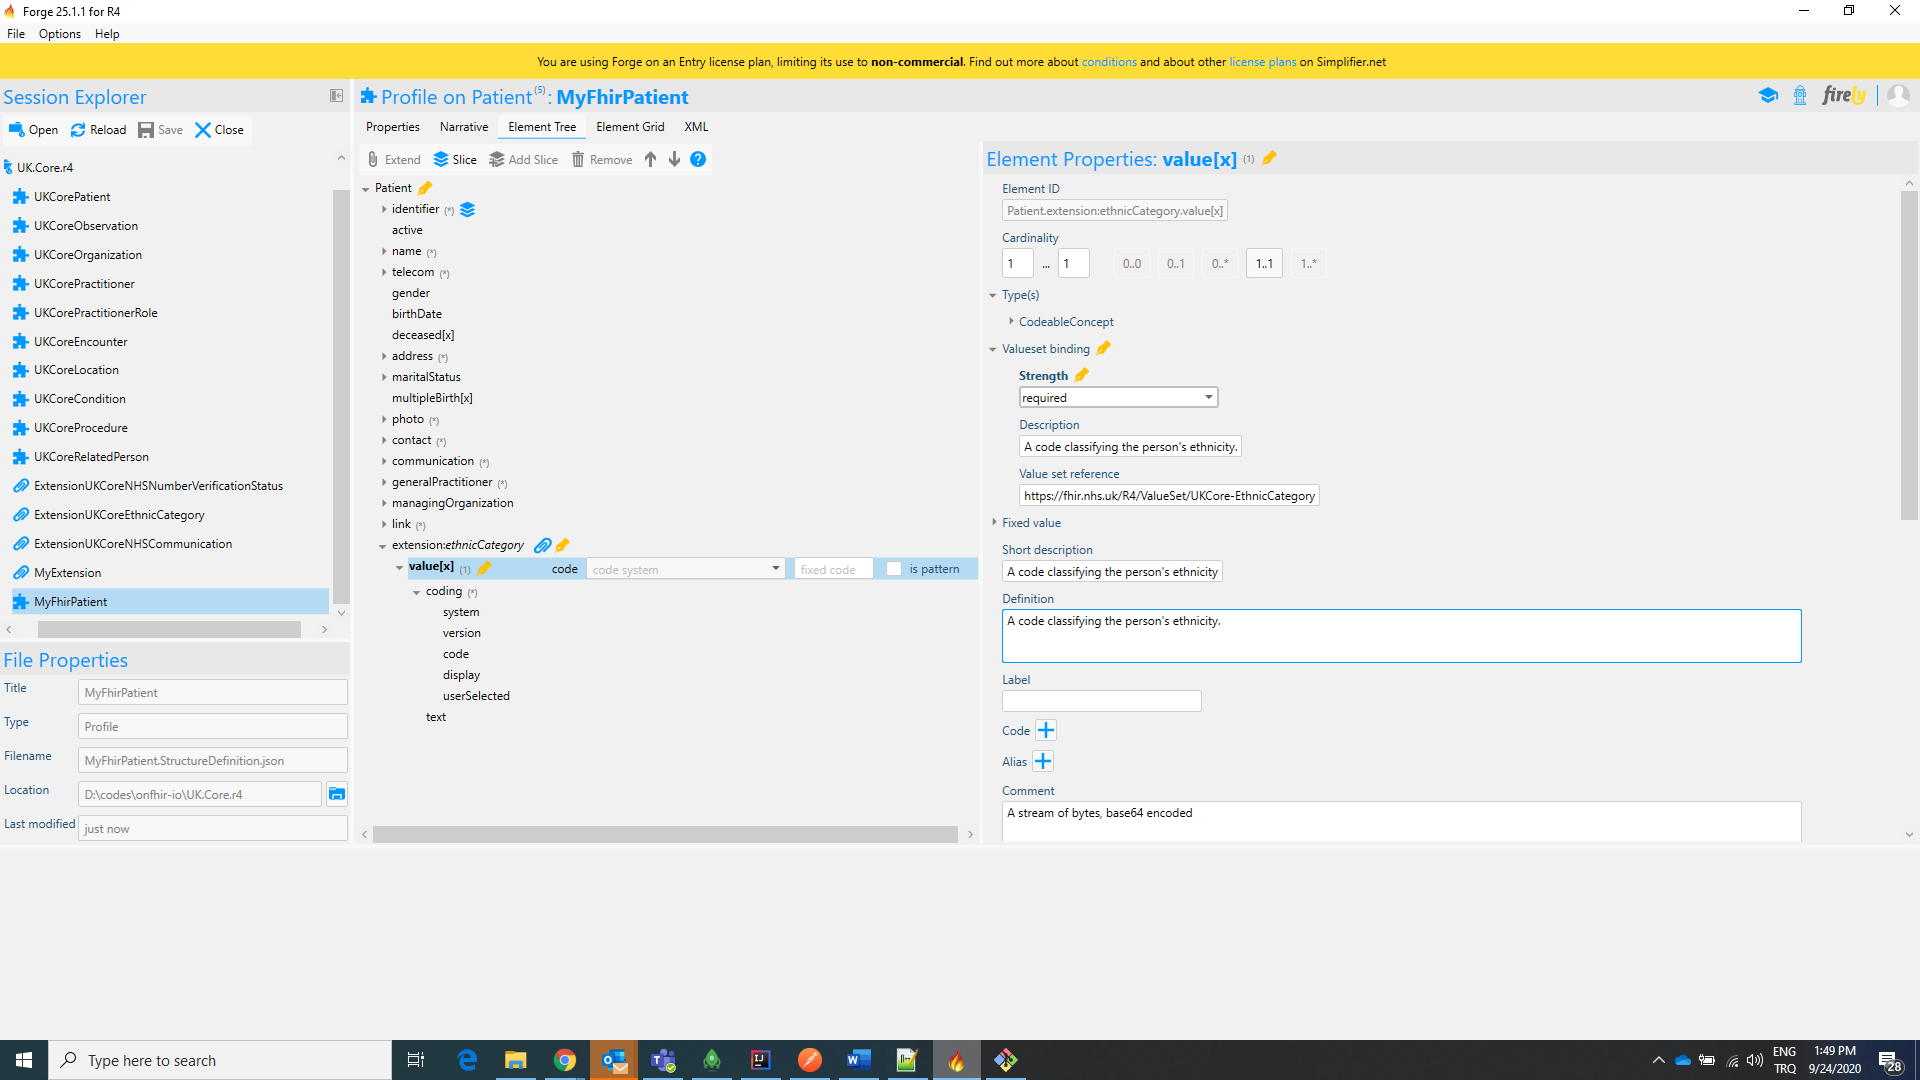 Forge 25.1.1 for R4
File Options Help
You are using Forge on an Entry license plan, limiting its use to non-commercial. Find out more about conditions and about other license plans on Simplifier.net
Session Explorer
Open Reload Save Close
UK.Core.r4
UKCorePatient
UKCoreObservation
UKCoreOrganization
UKCorePractitioner
UKCorePractitionerRole
UKCoreEncounter
UKCoreLocation
UKCoreCondition
UKCoreProcedure
UKCoreRelatedPerson
ExtensionUKCoreNHSNumberVerificationStatus
ExtensionUKCoreEthnicCategory
ExtensionUKCoreNHSCommunication
MyExtension
MyFhirPatient
File Properties
Title MyFhirPatient
Type Profile
Filename MyFhirPatient.StructureDefinition.json
Location D:\codes\onfhir-io\UK.Core.r4
Last modified just now
Profile on Patient (5) : MyFhirPatient
firely
Properties Narrative Element Tree Element Grid XML
Extend Slice Add Slice Remove ?
Patient
identifier (*)
active
name (*)
telecom (*)
gender
birthDate
deceased[x]
address (*)
maritalStatus
multipleBirth[x]
photo (*)
contact (*)
communication (*)
generalPractitioner (*)
managingOrganization
link (*)
extension:ethnicCategory
value[x] (1) code code system fixed code is pattern
coding (*)
system
version
code
display
userSelected
text
Element Properties: value[x] (1)
Element ID
Patient.extension:ethnicCategory.value[x]
Cardinality
1 ... 1 0..0 0..1 0..* 1..1 1..*
Type(s)
CodeableConcept
Valueset binding
Strength
required
Description
A code classifying the person's ethnicity.
Value set reference
https://fhir.nhs.uk/R4/ValueSet/UKCore-EthnicCategory
Fixed value
Short description
A code classifying the person's ethnicity
Definition
A code classifying the person's ethnicity.
Label
Code
Alias
Comment
A stream of bytes, base64 encoded
Type here to search
ENG
TRQ
1:49 PM
9/24/2020
28